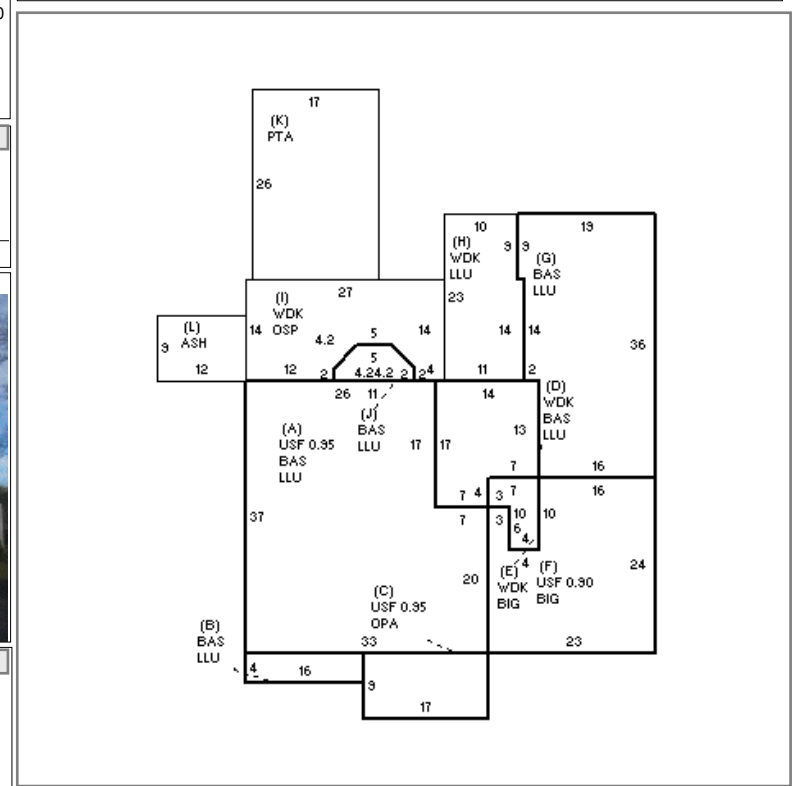 0
17
(K)
PTA
26
10
19
(H)
WDK
LLU
9
9
(G)
BAS
LLU
27
(I)
WDK
OSP
23
(L)
ASH
9
12
14
4.2
5
14
14
14
36
5
12
2
4.24.2
2
2
4
11
2
26
11
14
(D)
WDK
BAS
LLU
(J)
BAS
LLU
(A)
USF 0.95
BAS
LLU
17
17
13
7
16
7
4
3
7
16
37
7
3
10
6
10
4
4
(E)
WDK
BIG
(F)
USF 0.90
BIG
24
20
(C)
USF 0.95
OPA
(B)
BAS
LLU
33
23
4
16
9
17